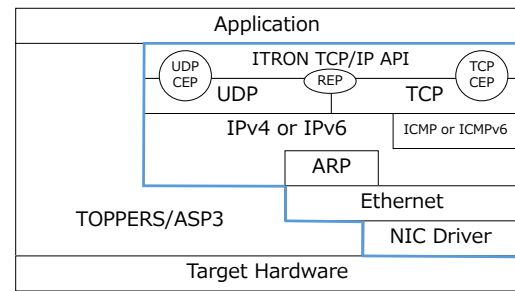 Application
ITRON TCP/IP API
UDP
CEP
REP
TCP
CEP
UDP
TCP
IPv4 or IPv6
ICMP or ICMPv6
ARP
Ethernet
TOPPERS/ASP3
NIC Driver
Target Hardware